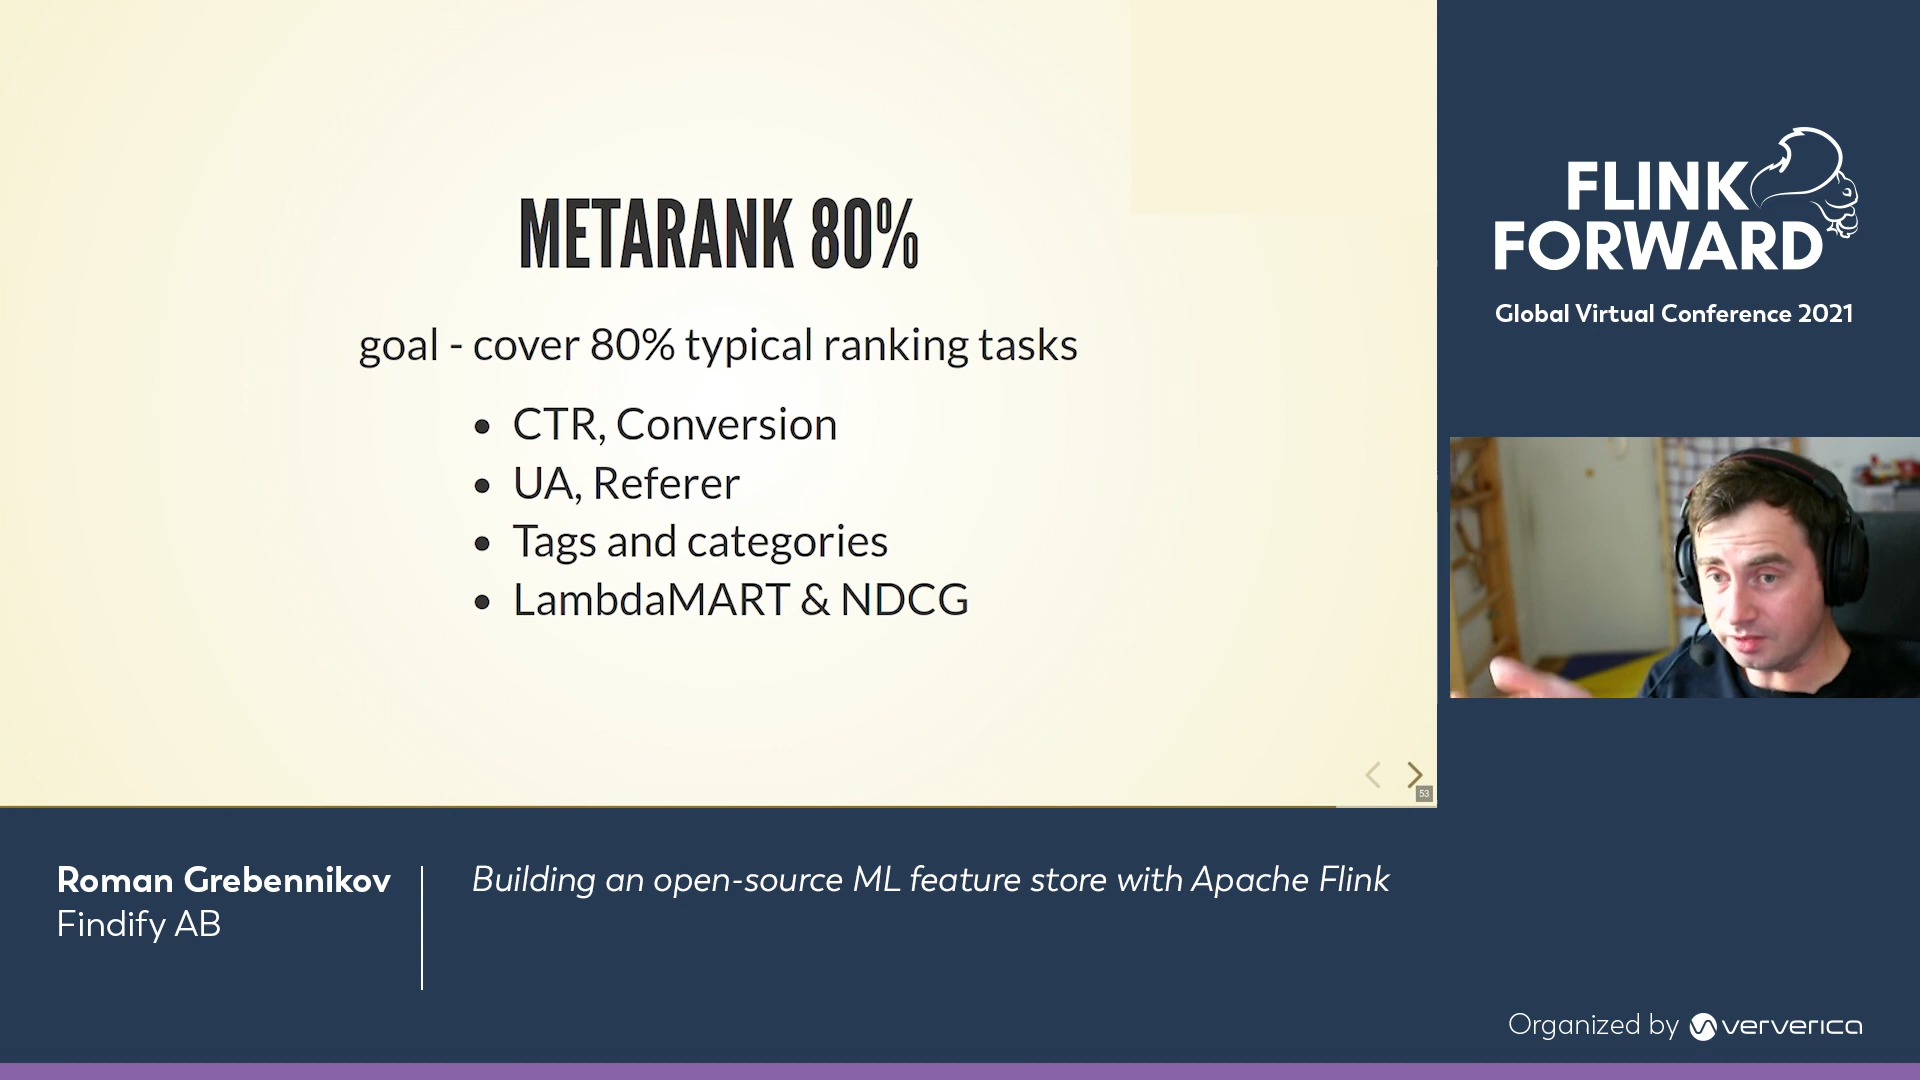 METARANK 80%
goal - cover 80% typical ranking tasks
• CTR, Conversion
• UA, Referer
• Tags and categories
• LambdaMART & NDCG
53
FLINK
FORWARD
Global Virtual Conference 2021
Roman Grebennikov
Findify AB
Building an open-source ML feature store with Apache Flink
Organized by ververica